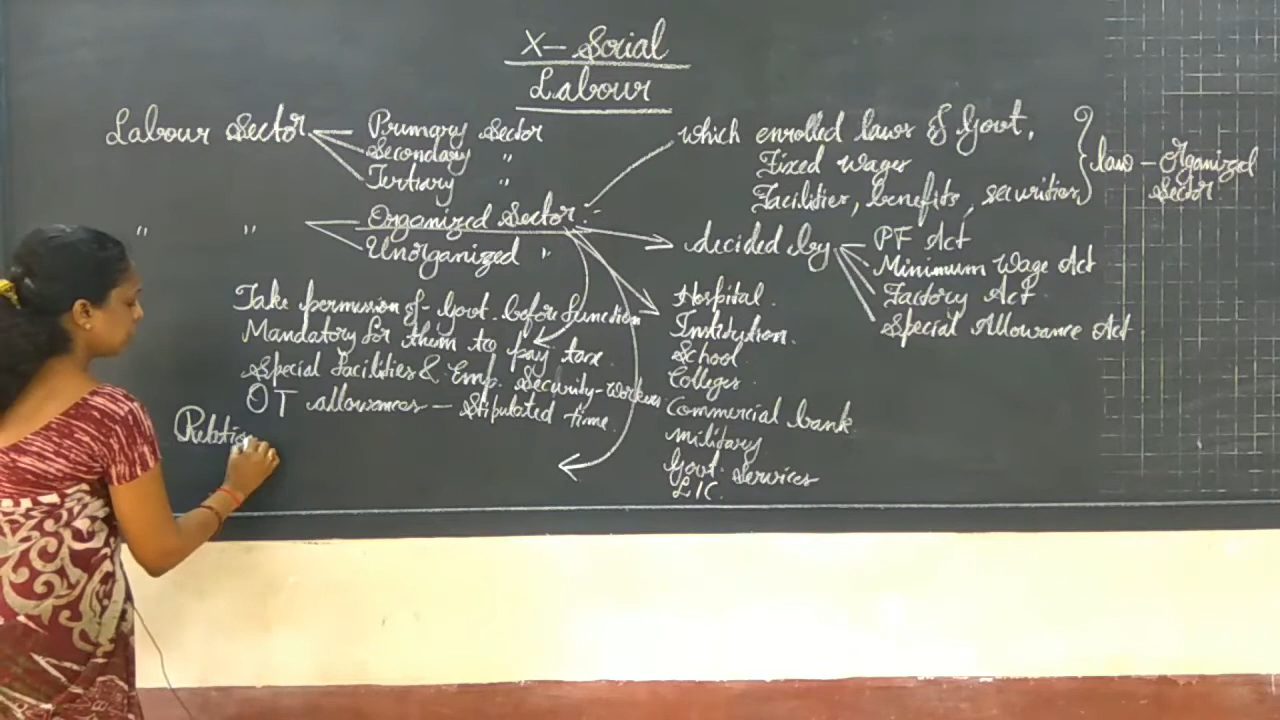 X - Social
Labour
Labour Sector
Primary Sector
Secondary "
Tertiary "
" "
Organized Sector :-
Unorganized "
which enrolled laws of Govt.
Fixed wages
Facilities, benefits, securities
law - Organized
Sector.
decided by
PF Act
Minimum Wage Act
Factory Act
Special Allowance Act
Take permission of Govt. before function
Mandatory for them to pay tax.
Special facilities & Emp. Security - Workers
OT allowances - Stipulated time.
Relatio
Hospital.
Institution.
School
Colleges.
Commercial bank
military
Govt. Services
LIC.